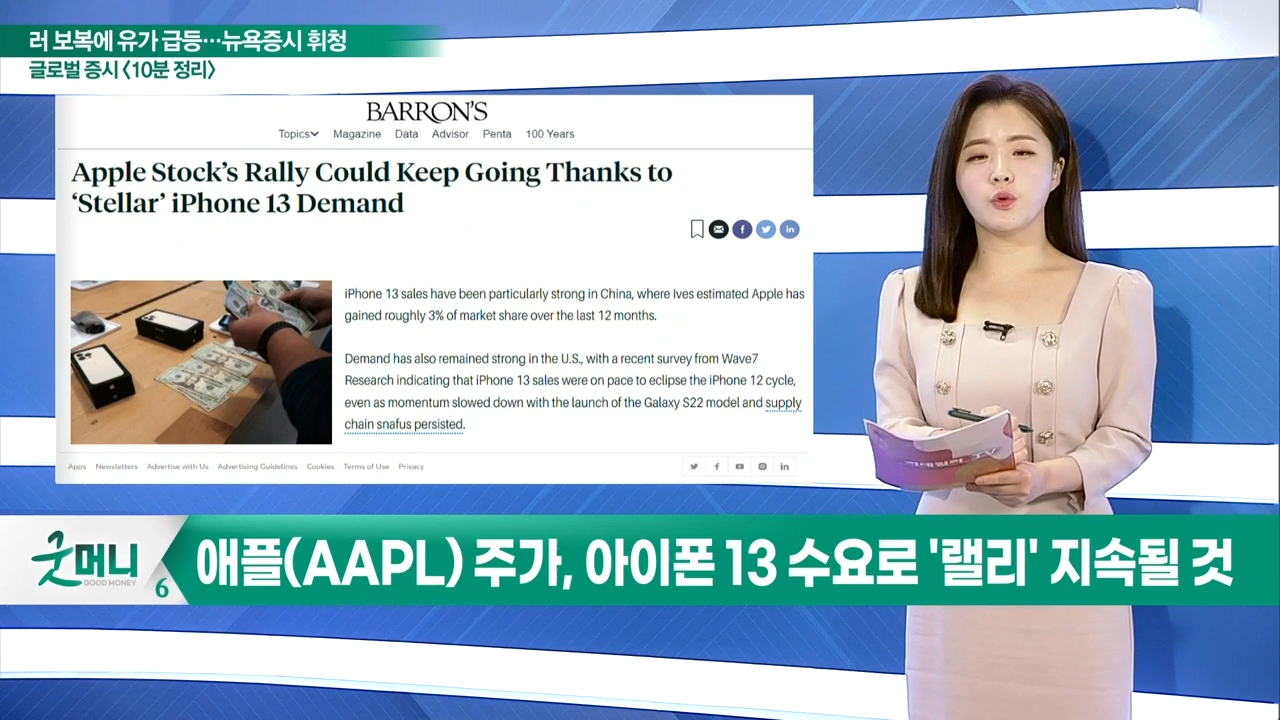 러 보복에 유가 급등…뉴욕증시 휘청
글로벌 증시 <10분 정리>
BARRON'S
Topics Magazine Data Advisor Penta 100 Years
Apple Stock's Rally Could Keep Going Thanks to
'Stellar' iPhone 13 Demand
iPhone 13 sales have been particularly strong in China, where Ives estimated Apple has
gained roughly 3% of market share over the last 12 months.
Demand has also remained strong in the U.S., with a recent survey from Wave7
Research indicating that iPhone 13 sales were on pace to eclipse the iPhone 12 cycle,
even as momentum slowed down with the launch of the Galaxy S22 model and supply
chain snafus persisted.
Apps Newsletters Advertise with Us Advertising Guidelines Cookies Terms of Use Privacy
굿머니
GOOD MONEY
6
애플(AAPL) 주가, 아이폰 13 수요로 '랠리' 지속될 것